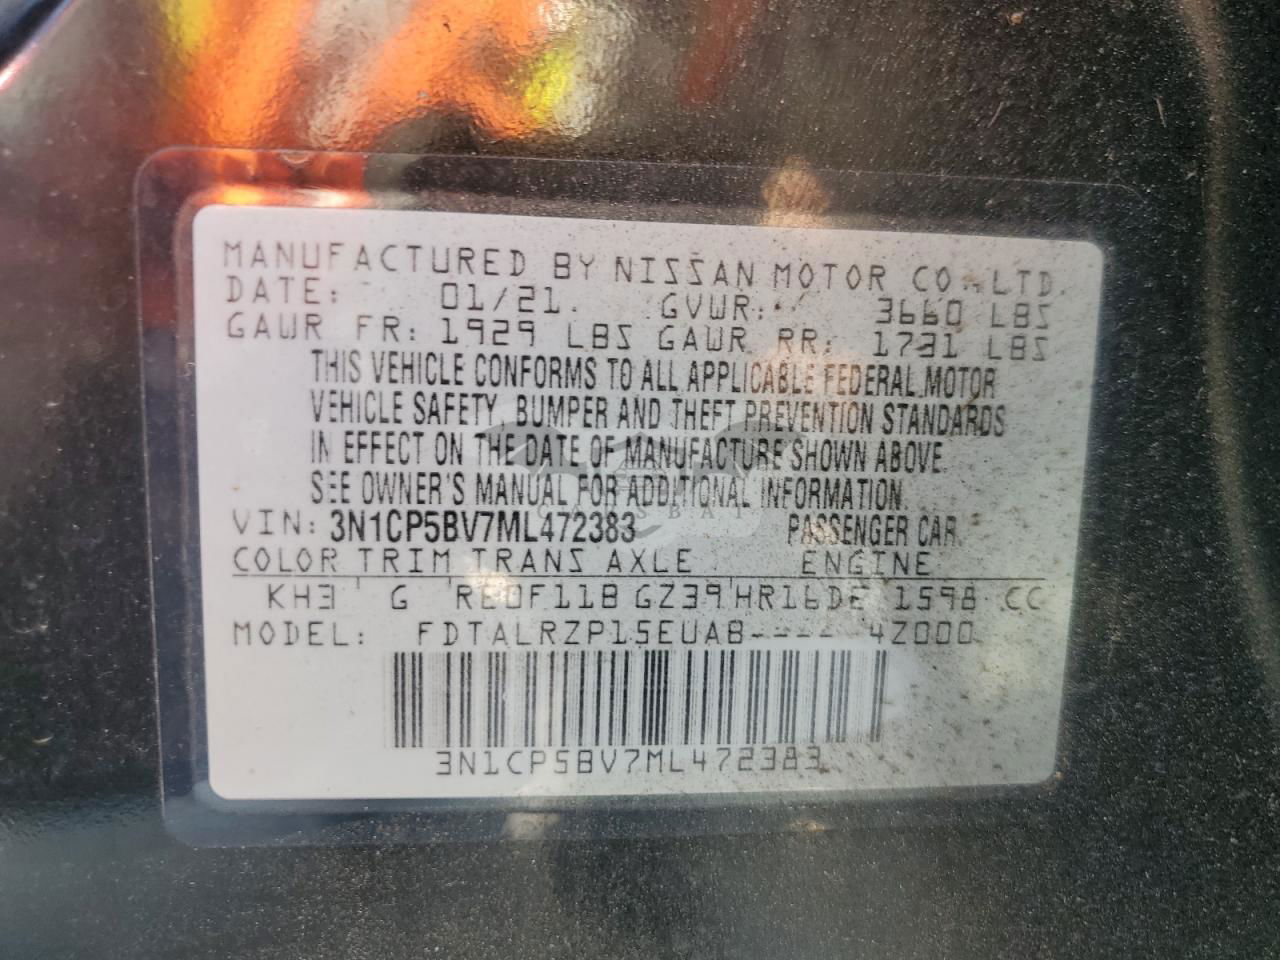 MANUFACTURED BY NISSAN MOTOR CO., LTD.
DATE: 01/21. GVWR: 3660 LBS
GAWR FR: 1929 LBS GAWR RR: 1731 LBS
THIS VEHICLE CONFORMS TO ALL APPLICABLE FEDERAL MOTOR
VEHICLE SAFETY, BUMPER AND THEFT PREVENTION STANDARDS
IN EFFECT ON THE DATE OF MANUFACTURE SHOWN ABOVE.
SEE OWNER'S MANUAL FOR ADDITIONAL INFORMATION.
VIN: 3N1CP5BV7ML472383 PASSENGER CAR
COLOR TRIM TRANS AXLE ENGINE
KH3 G RE0F11B GZ39 HR16DE 1598 CC
MODEL: FDTALRZP15EUAB---- 4Z000
3N1CP5BV7ML472383